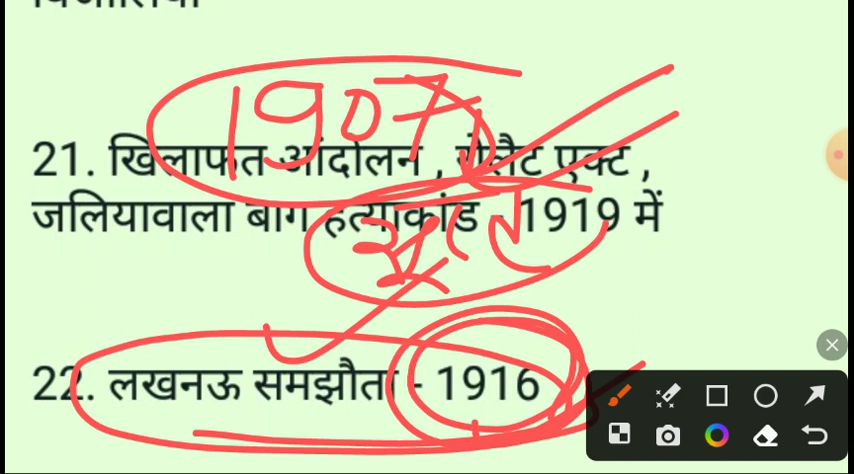 1907
21. खिलाफत आंदोलन , रोलैट एक्ट ,
जलियावाला बाग हत्याकांड - 1919 में
22. लखनऊ समझौता - 1916